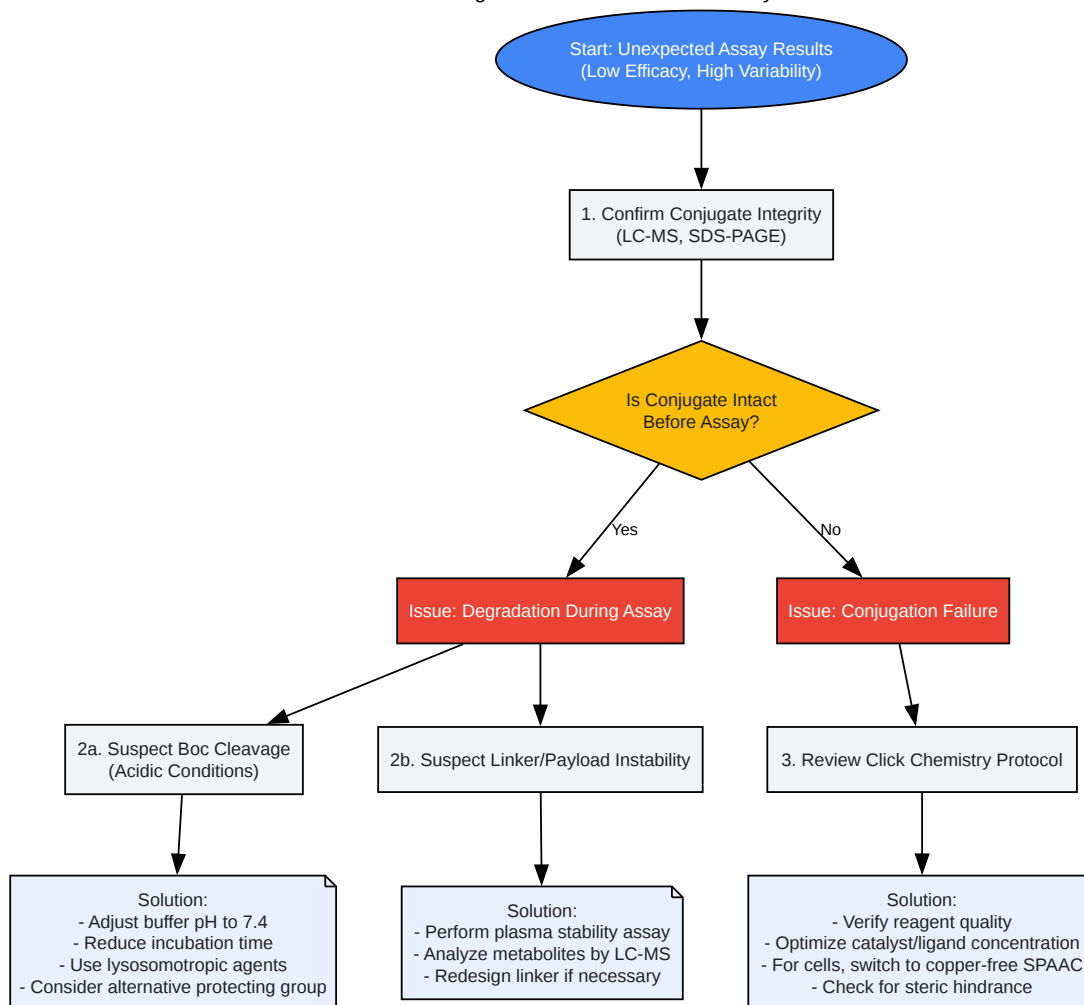 Start: Unexpected Assay Results
(Low Efficacy, High Variability)
1. Confirm Conjugate Integrity
(LC-MS, SDS-PAGE)
Is Conjugate Intact
Before Assay?
Yes
No
Issue: Degradation During Assay
Issue: Conjugation Failure
2a. Suspect Boc Cleavage
(Acidic Conditions)
2b. Suspect Linker/Payload Instability
3. Review Click Chemistry Protocol
Solution:
- Adjust buffer pH to 7.4
- Reduce incubation time
- Use lysosomotropic agents
- Consider alternative protecting group
Solution:
- Perform plasma stability assay
- Analyze metabolites by LC-MS
- Redesign linker if necessary
Solution:
- Verify reagent quality
- Optimize catalyst/ligand concentration
- For cells, switch to copper-free SPAAC
- Check for steric hindrance